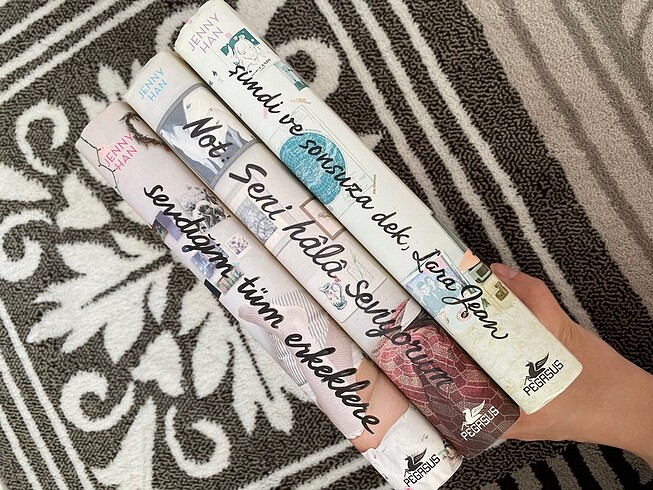 JENNY
HAN
sevdiğim tüm erkeklere
PEGASUS
JENNY
HAN
Not: Seni hâlâ seviyorum
PEGASUS
JENNY
HAN
şimdi ve sonsuza dek, Lara Jean
PEGASUS